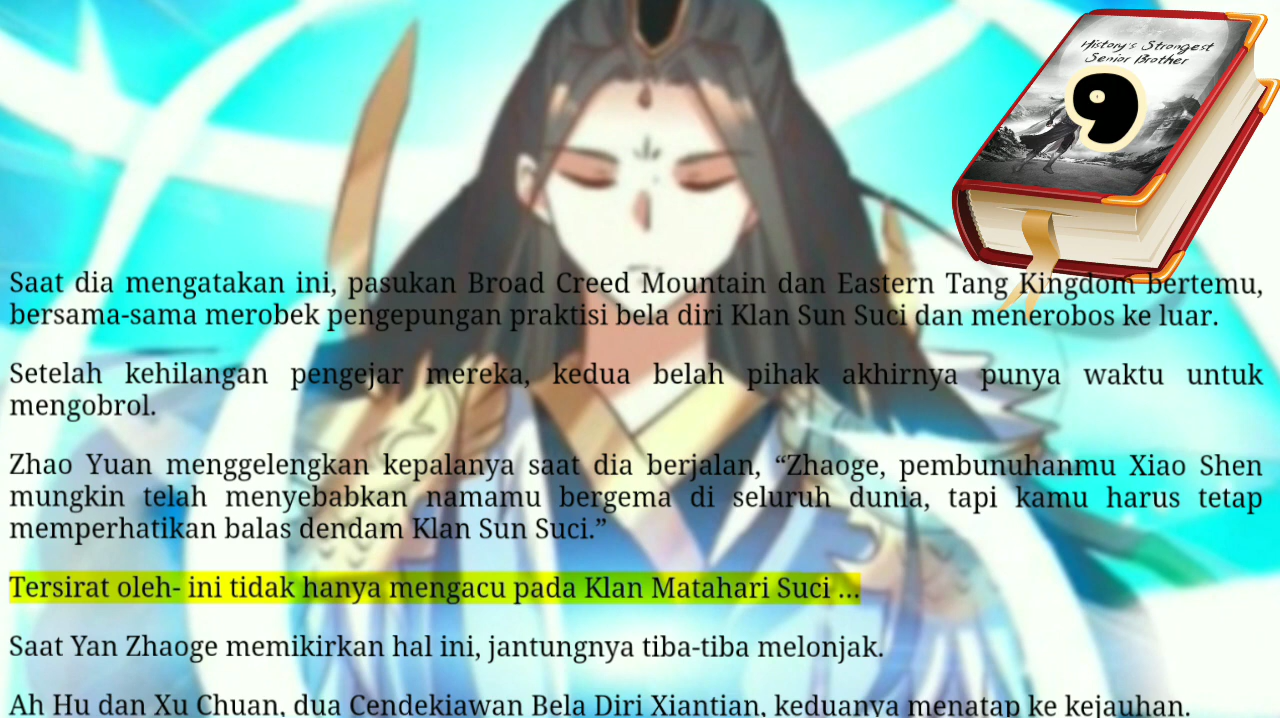 History's Strongest
Senior Brother
9
Saat dia mengatakan ini, pasukan Broad Creed Mountain dan Eastern Tang Kingdom bertemu,
bersama-sama merobek pengepungan praktisi bela diri Klan Sun Suci dan menerobos ke luar.
Setelah kehilangan pengejar mereka, kedua belah pihak akhirnya punya waktu untuk
mengobrol.
Zhao Yuan menggelengkan kepalanya saat dia berjalan, “Zhaoge, pembunuhanmu Xiao Shen
mungkin telah menyebabkan namamu bergema di seluruh dunia, tapi kamu harus tetap
memperhatikan balas dendam Klan Sun Suci.”
Tersirat oleh- ini tidak hanya mengacu pada Klan Matahari Suci ...
Saat Yan Zhaoge memikirkan hal ini, jantungnya tiba-tiba melonjak.
Ah Hu dan Xu Chuan, dua Cendekiawan Bela Diri Xiantian, keduanya menatap ke kejauhan.